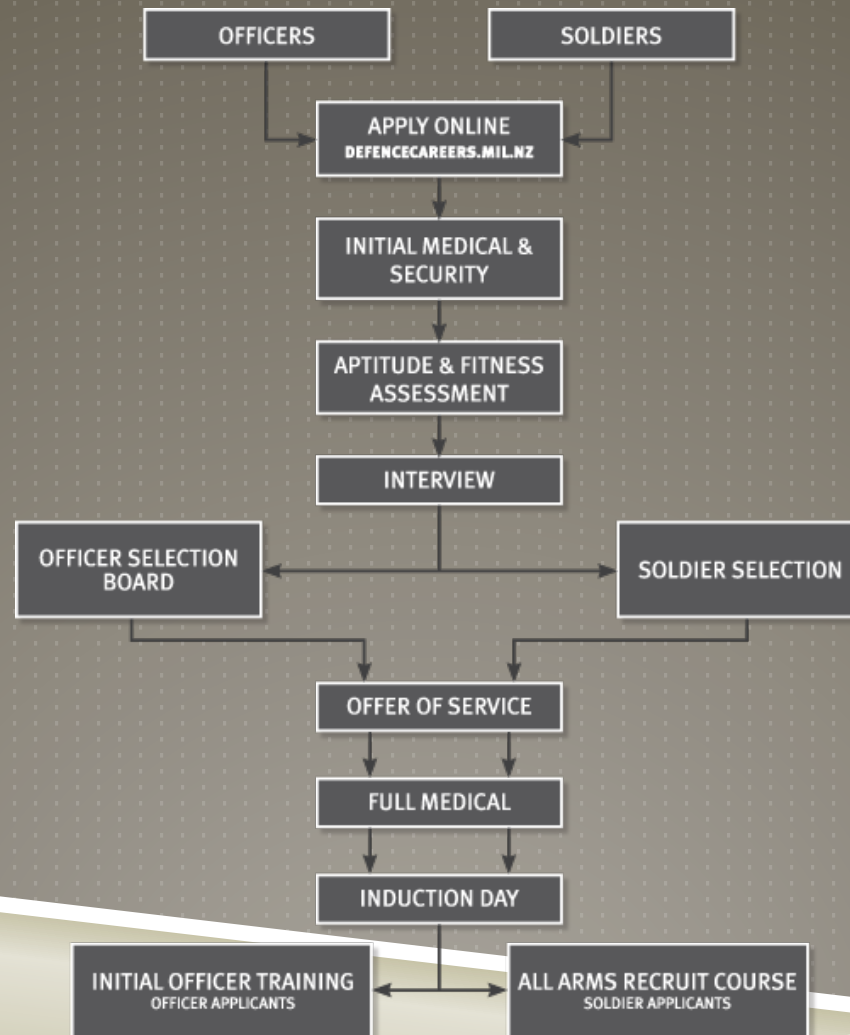 OFFICERS
SOLDIERS
APPLY ONLINE
DEFENCECAREERS.MIL.NZ
INITIAL MEDICAL &
SECURITY
APTITUDE & FITNESS
ASSESSMENT
INTERVIEW
OFFICER SELECTION
BOARD
SOLDIER SELECTION
OFFER OF SERVICE
FULL MEDICAL
INDUCTION DAY
INITIAL OFFICER TRAINING
OFFICER APPLICANTS
ALL ARMS RECRUIT COURSE
SOLDIER APPLICANTS